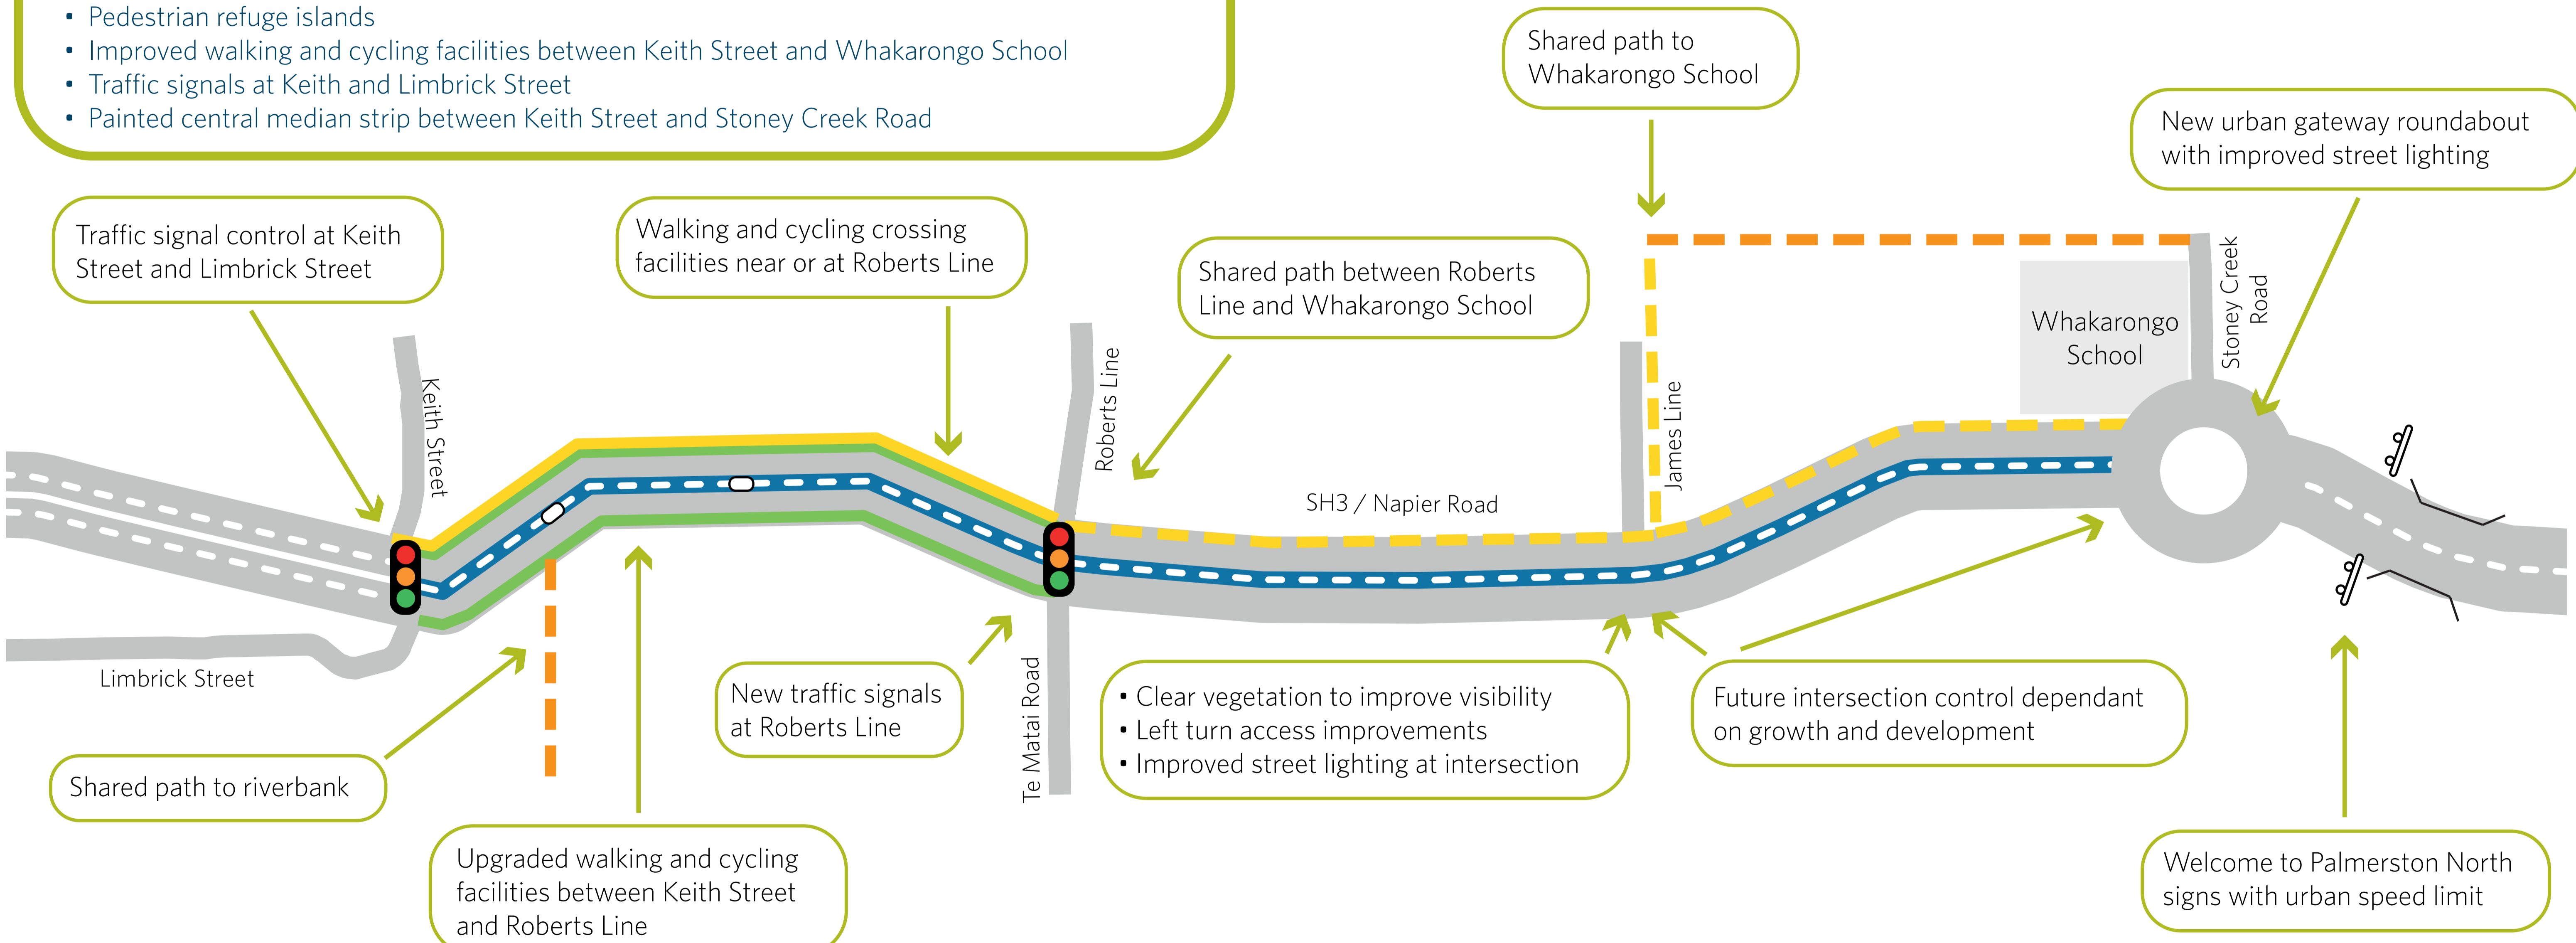 • Pedestrian refuge islands
• Improved walking and cycling facilities between Keith Street and Whakarongo School
• Traffic signals at Keith and Limbrick Street
• Painted central median strip between Keith Street and Stoney Creek Road
Shared path to
Whakarongo School
New urban gateway roundabout
with improved street lighting
Traffic signal control at Keith
Street and Limbrick Street
Walking and cycling crossing
facilities near or at Roberts Line
Shared path between Roberts
Line and Whakarongo School
Stoney Creek
Road
Whakarongo
School
Keith Street
Roberts Line
James Line
SH3 / Napier Road
Limbrick Street
Te Matai Road
New traffic signals
at Roberts Line
• Clear vegetation to improve visibility
• Left turn access improvements
• Improved street lighting at intersection
Future intersection control dependant
on growth and development
Shared path to riverbank
Upgraded walking and cycling
facilities between Keith Street
and Roberts Line
Welcome to Palmerston North
signs with urban speed limit